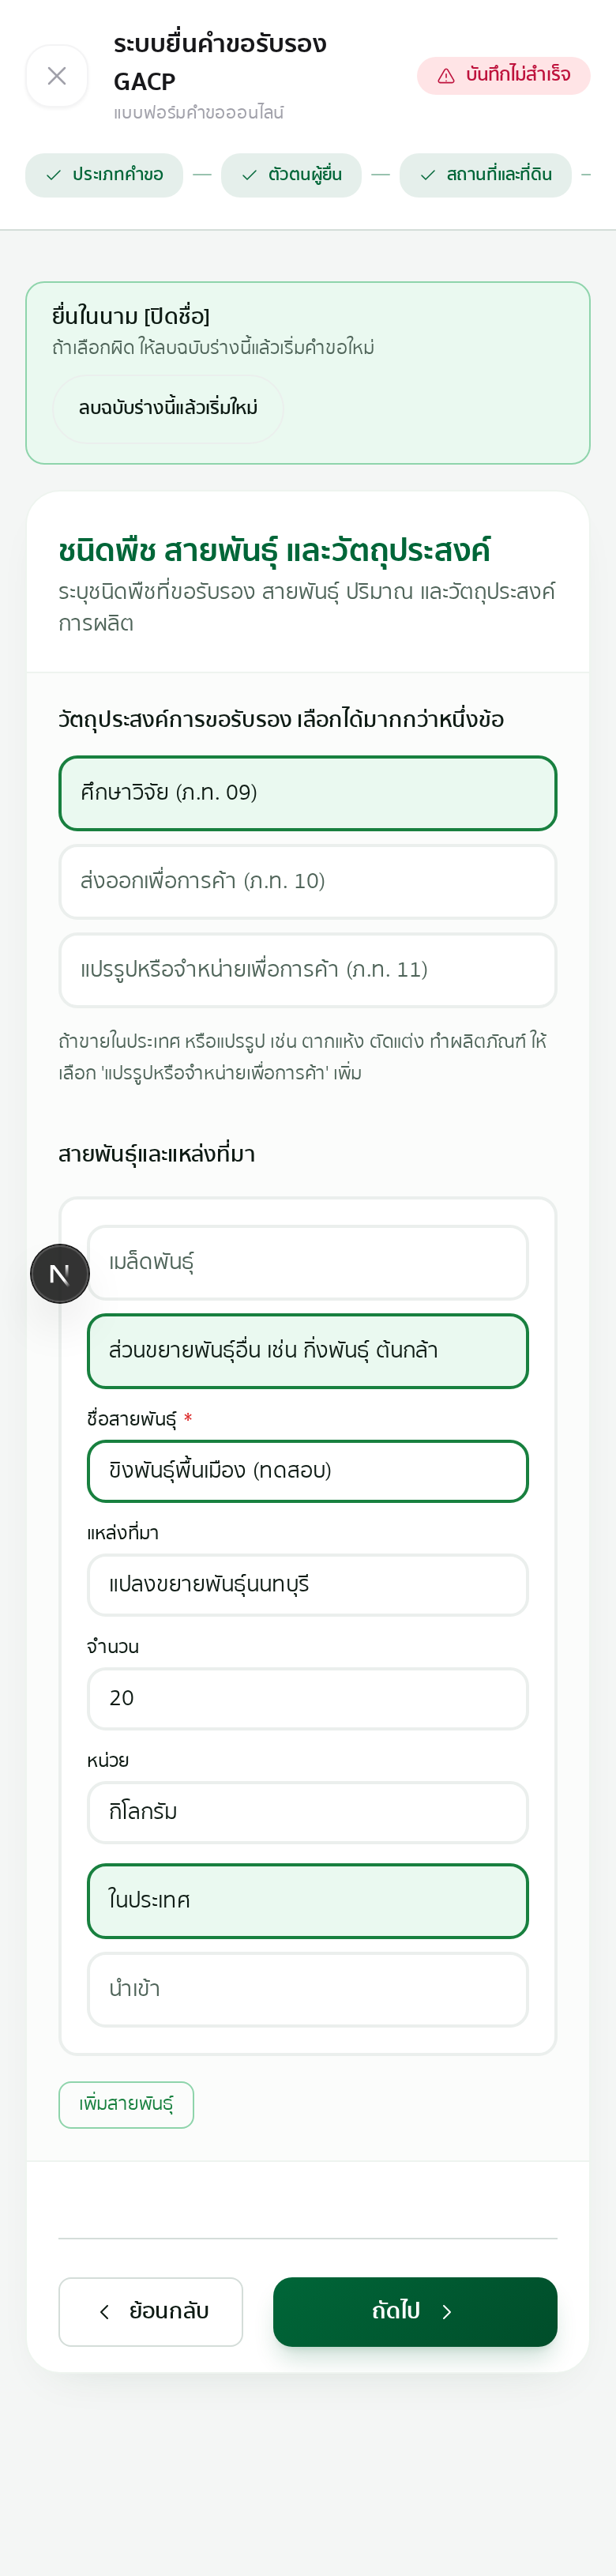 ระบบยื่นคำขอรับรอง
GACP
แบบฟอร์มคำขอออนไลน์
บันทึกไม่สำเร็จ
ประเภทคำขอ
ตัวตนผู้ยื่น
สถานที่และที่ดิน
ยื่นในนาม [ปิดชื่อ]
ถ้าเลือกผิด ให้ลบฉบับร่างนี้แล้วเริ่มคำขอใหม่
ลบฉบับร่างนี้แล้วเริ่มใหม่
ชนิดพืช สายพันธุ์ และวัตถุประสงค์
ระบุชนิดพืชที่ขอรับรอง สายพันธุ์ ปริมาณ และวัตถุประสงค์
การผลิต
วัตถุประสงค์การขอรับรอง เลือกได้มากกว่าหนึ่งข้อ
ศึกษาวิจัย (ภ.ท. 09)
ส่งออกเพื่อการค้า (ภ.ท. 10)
แปรรูปหรือจำหน่ายเพื่อการค้า (ภ.ท. 11)
ถ้าขายในประเทศ หรือแปรรูป เช่น ตากแห้ง ตัดแต่ง ทำผลิตภัณฑ์ ให้
เลือก 'แปรรูปหรือจำหน่ายเพื่อการค้า' เพิ่ม
สายพันธุ์และแหล่งที่มา
เมล็ดพันธุ์
N
ส่วนขยายพันธุ์อื่น เช่น กิ่งพันธุ์ ต้นกล้า
ชื่อสายพันธุ์ *
ขิงพันธุ์พื้นเมือง (ทดสอบ)
แหล่งที่มา
แปลงขยายพันธุ์นนทบุรี
จำนวน
20
หน่วย
กิโลกรัม
ในประเทศ
นำเข้า
เพิ่มสายพันธุ์
ย้อนกลับ
ถัดไป